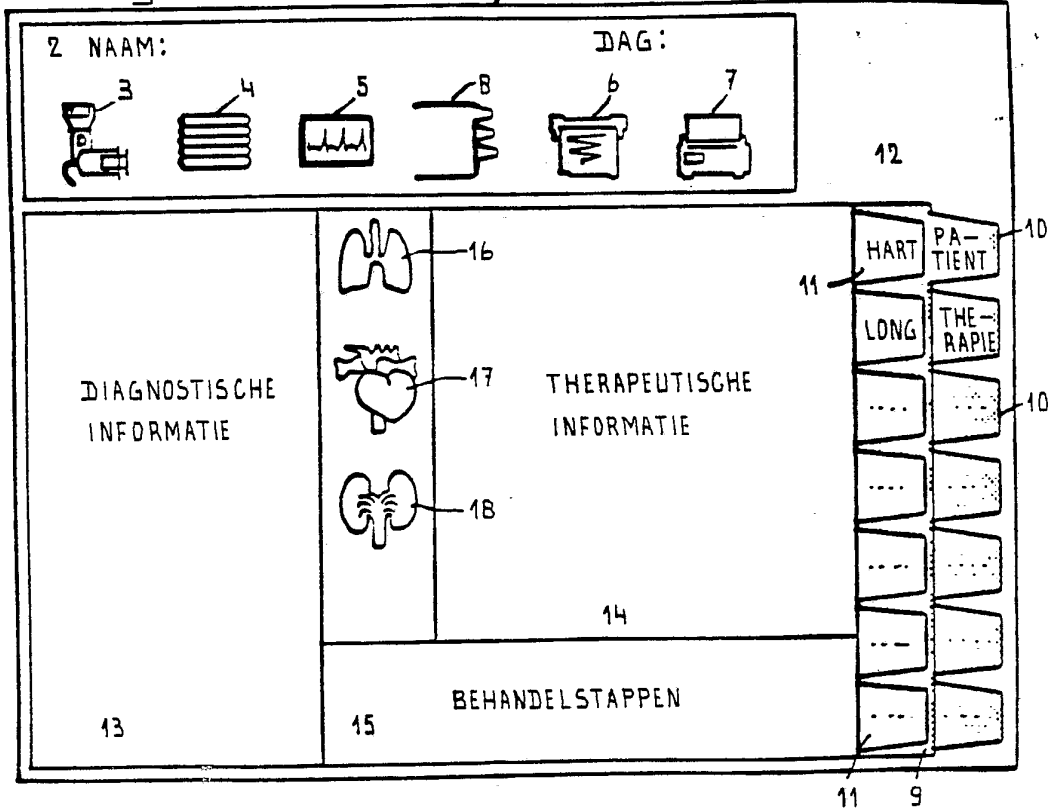 2 NAAM: DAG:
3 4 5 8 6 7
12
HART PA-
TIENT
10
11
16
LONG THE-
RAPIE
17
DIAGNOSTISCHE
INFORMATIE
THERAPEUTISCHE
INFORMATIE
10
18
14
BEHANDELSTAPPEN
13
15
11 9